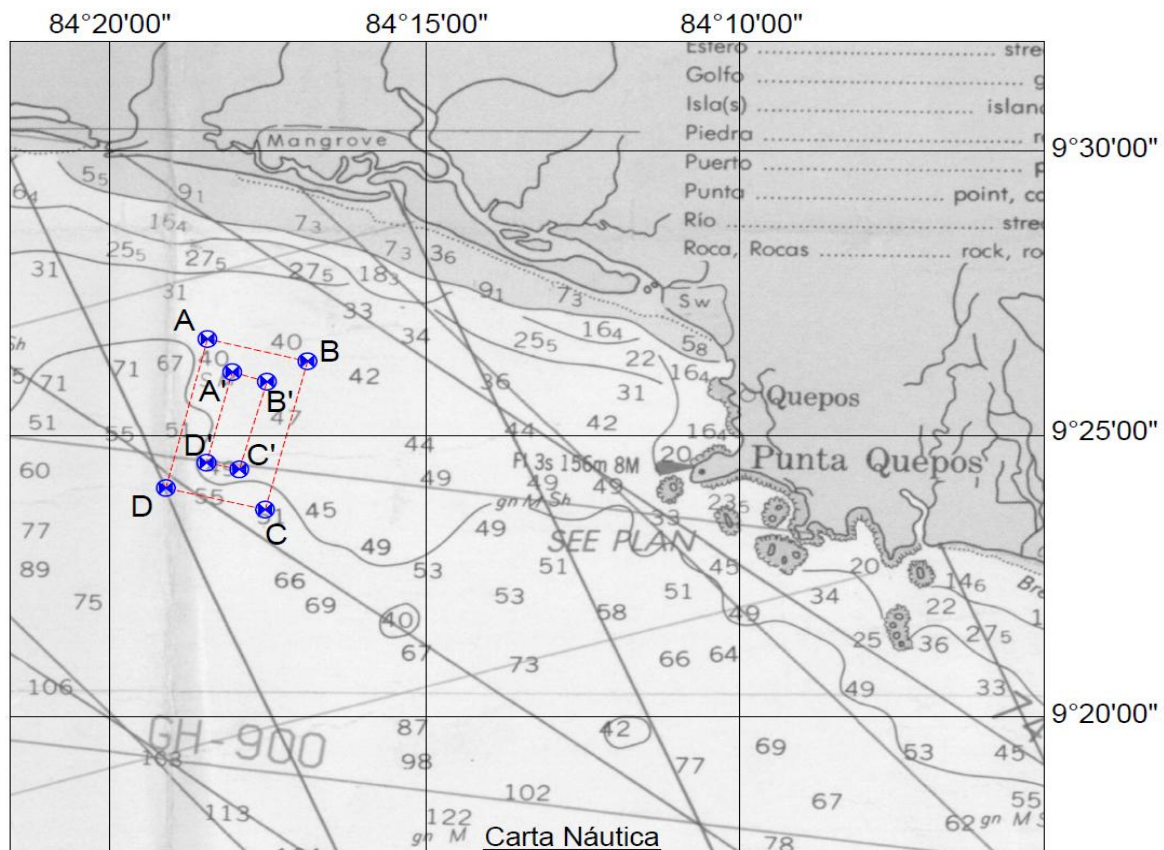 84°20'00" 84°15'00" 84°10'00"
Estero
Golfo
Isla(s)
Piedra
Puerto
Punta point, co
Río
Roca, Rocas rock, ro
9°30'00"
Mangrove
64 55 91
164 73
255 275 275 73 36
31 183
31 33 91 73 Sw
34 164 58
A 40 B 255 22 164
67 40
71 71 42 36 31
A' B' Quepos
51 55 51 47 42 164
9°25'00"
44 44 20 Punta Quepos
D' C' Fl 3s 156m 8M
60 49 49 49
D 55 45 gn M Sh 33 235
C 91
77 49 49 SEE PLAN
89 53 51 45 20 146
66
75 69 53 58 51 49 34 22
40 25 36 275
67 73 66 64
106 49 33
9°20'00"
GH-900 87 42 69 53 45
103 98 77
102 67 55
113 122 62 gn M S
gn M Carta Náutica 78